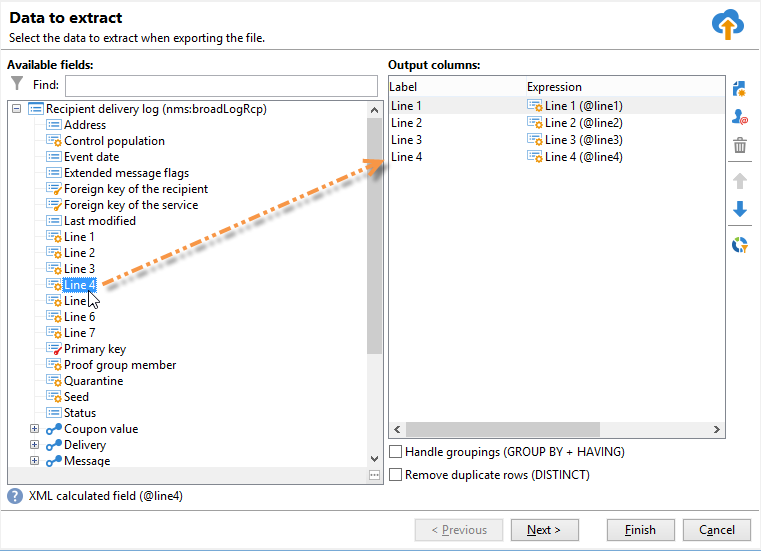 Data to extract
Select the data to extract when exporting the file.
Available fields:
Find:
Recipient delivery log (nms:broadLogRcp)
Address
Control population
Event date
Extended message flags
Foreign key of the recipient
Foreign key of the service
Last modified
Line 1
Line 2
Line 3
Line 4
Line
Line 6
Line 7
Primary key
Proof group member
Quarantine
Seed
Status
Coupon value
Delivery
Message
XML calculated field (@line4)
Output columns:
Label Expression
Line 1 Line 1 (@line1)
Line 2 Line 2 (@line2)
Line 3 Line 3 (@line3)
Line 4 Line 4 (@line4)
Handle groupings (GROUP BY + HAVING)
Remove duplicate rows (DISTINCT)
< Previous Next > Finish Cancel